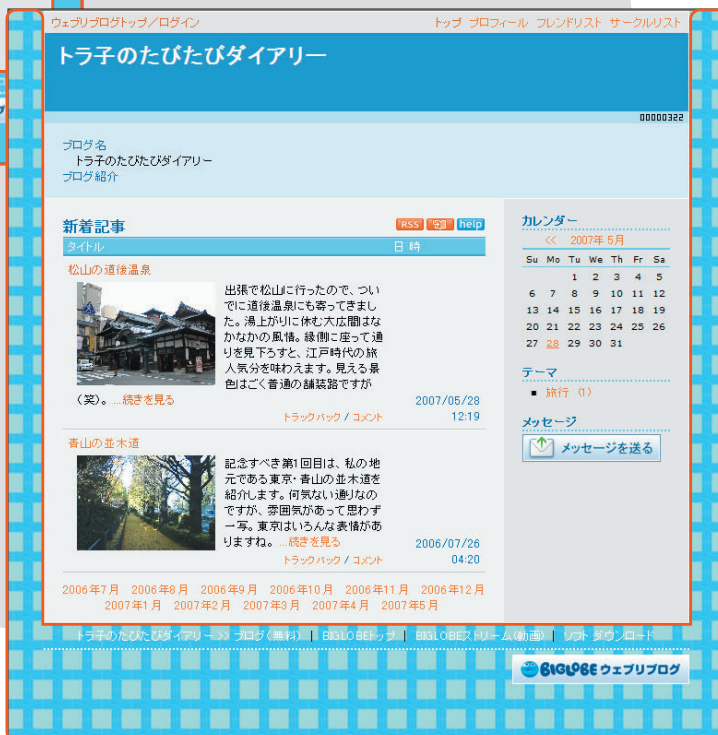 ウェブリブログトップ／ログイン
トップ プロフィール フレンドリスト サークルリスト
トラ子のたびたびダイアリー
00000322
ブログ名
トラ子のたびたびダイアリー
ブログ紹介
新着記事
RSS help
タイトル 日 時
松山の道後温泉
出張で松山に行ったので、つい
でに道後温泉にも寄ってきまし
た。湯上がりに休む大広間はな
かなかの風情。縁側に座って通
りを見下ろすと、江戸時代の旅
人気分を味わえます。見える景
色はごく普通の舗装路ですが
（笑）。 ...続きを見る
2007/05/28
トラックバック / コメント
12:19
青山の並木道
記念すべき第1回目は、私の地
元である東京・青山の並木道を
紹介します。何気ない通りなの
ですが、雰囲気があって思わず
一写。東京はいろんな表情があ
りますね。 ...続きを見る
2006/07/26
トラックバック / コメント
04:20
2006年7月 2006年8月 2006年9月 2006年10月 2006年11月 2006年12月
2007年1月 2007年2月 2007年3月 2007年4月 2007年5月
カレンダー
<< 2007年 5月
Su Mo Tu We Th Fr Sa
1 2 3 4 5
6 7 8 9 10 11 12
13 14 15 16 17 18 19
20 21 22 23 24 25 26
27 28 29 30 31
テーマ
旅行 (1)
メッセージ
メッセージを送る
トラ子のたびたびダイアリー >> ブログ（無料） | BIGLOBEトップ | BIGLOBEストリーム（動画） | ソフトダウンロード
BIGLOBE ウェブリブログ